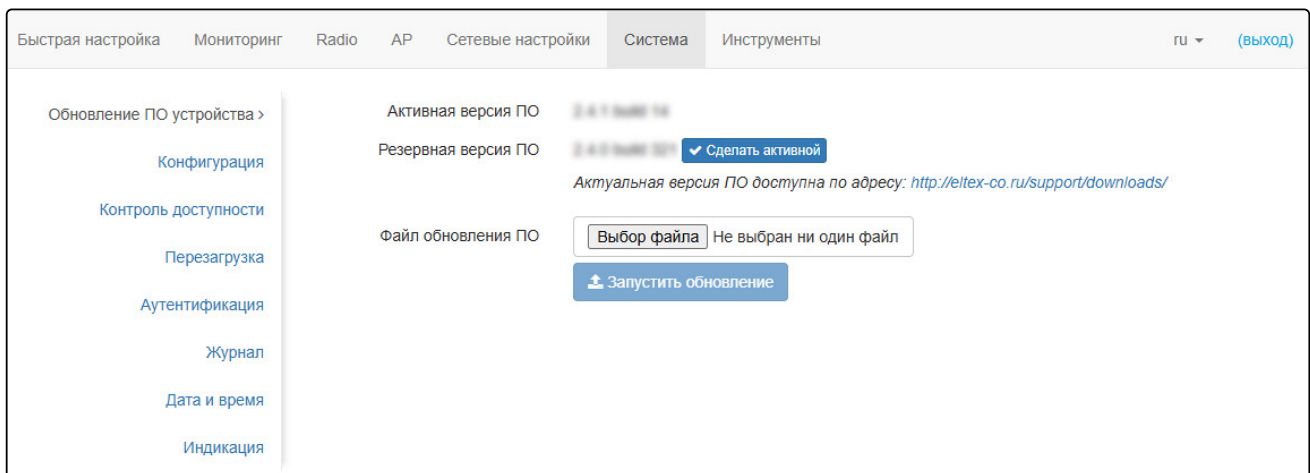 Быстрая настройка Мониторинг Radio AP Сетевые настройки Система Инструменты ru (выход)
Обновление ПО устройства >
Конфигурация
Контроль доступности
Перезагрузка
Аутентификация
Журнал
Дата и время
Индикация
Активная версия ПО
Резервная версия ПО Сделать активной
Актуальная версия ПО доступна по адресу: http://eltex-co.ru/support/downloads/
Файл обновления ПО Выбор файла Не выбран ни один файл
Запустить обновление